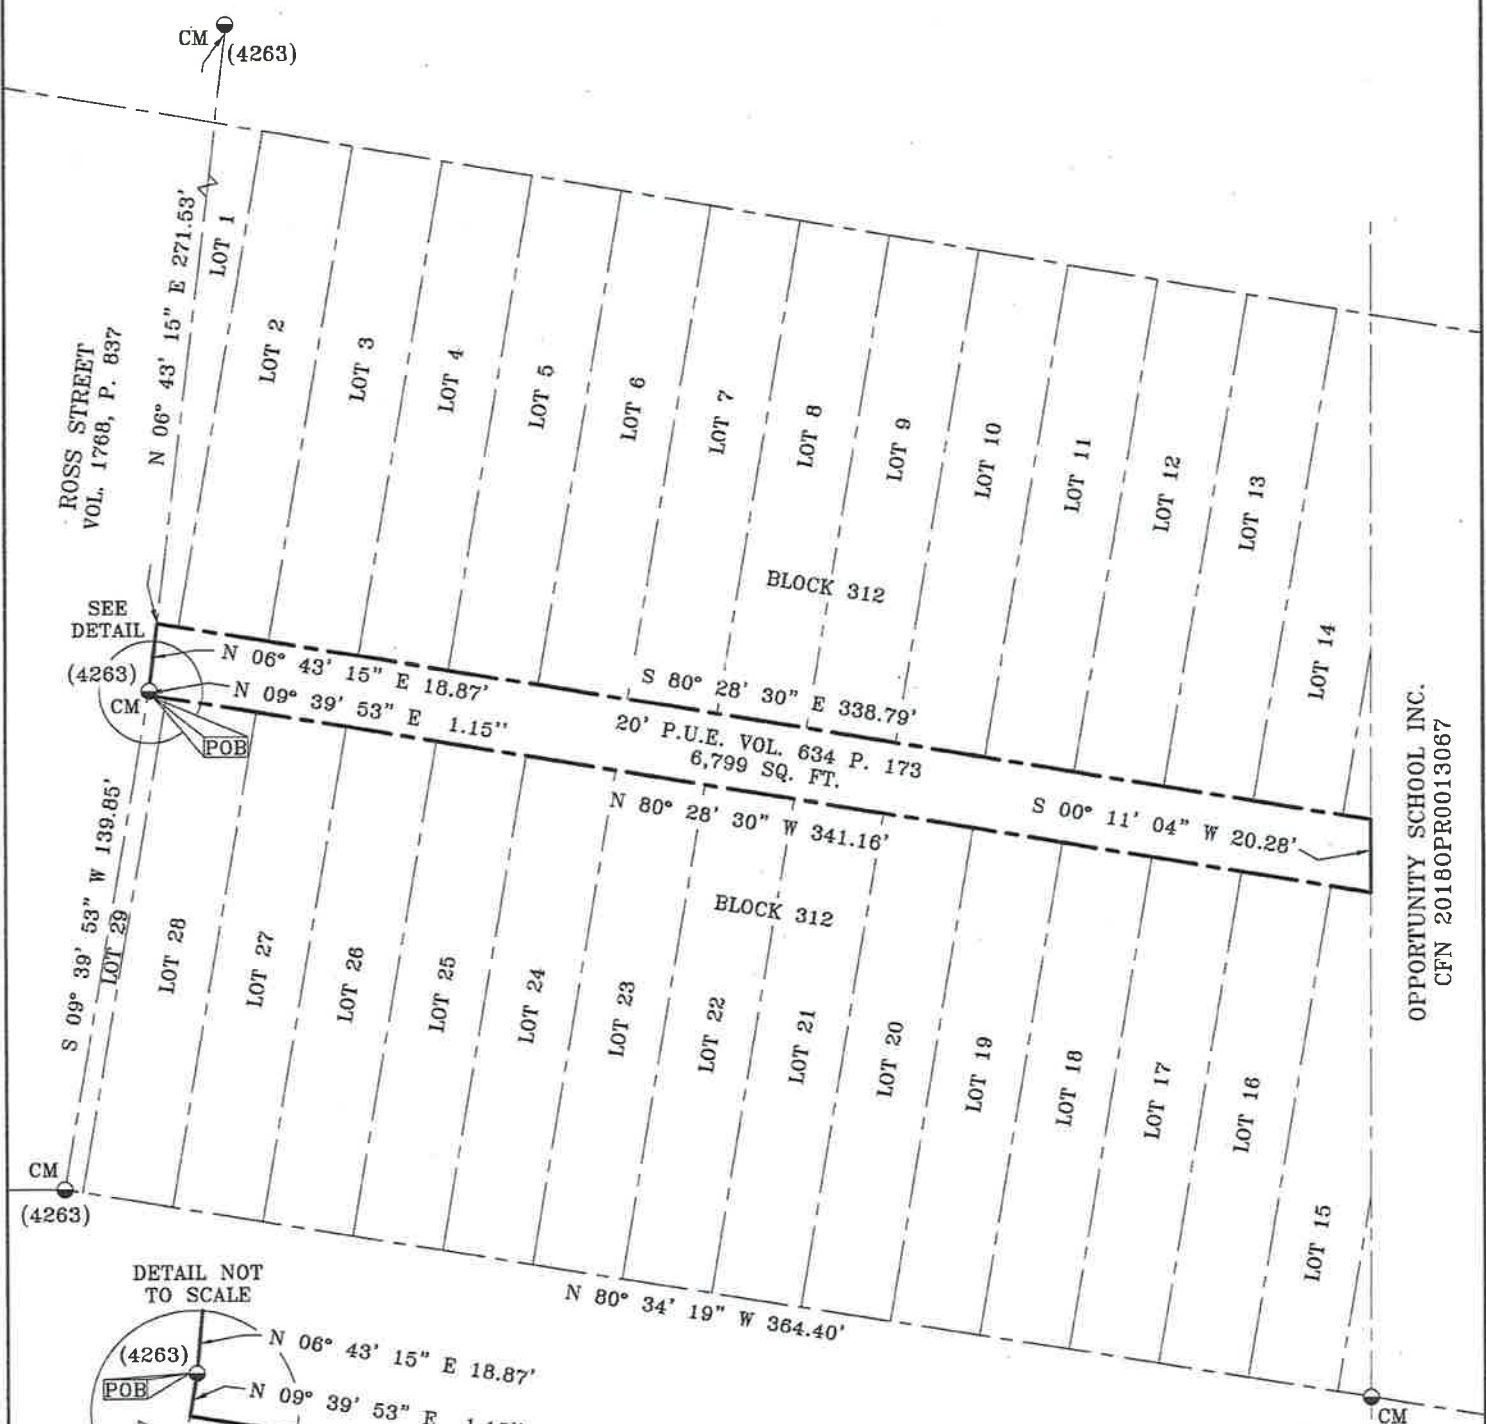 CM
(4263)
N 06° 43' 15" E 271.53'
ROSS STREET
VOL. 1768, P. 837
LOT 1
LOT 2
LOT 3
LOT 4
LOT 5
LOT 6
LOT 7
LOT 8
LOT 9
LOT 10
LOT 11
LOT 12
LOT 13
LOT 14
BLOCK 312
SEE
DETAIL
(4263)
CM
POB
N 06° 43' 15" E 18.87'
N 09° 39' 53" E 1.15"
S 80° 28' 30" E 338.79'
20' P.U.E. VOL. 634 P. 173
6,799 SQ. FT.
N 80° 28' 30" W 341.16'
S 00° 11' 04" W 20.28'
OPPORTUNITY SCHOOL INC.
CFN 2018OPR0013067
BLOCK 312
S 09° 39' 53" W 139.85'
LOT 29
LOT 28
LOT 27
LOT 26
LOT 25
LOT 24
LOT 23
LOT 22
LOT 21
LOT 20
LOT 19
LOT 18
LOT 17
LOT 16
LOT 15
CM
(4263)
N 80° 34' 19" W 364.40'
CM
DETAIL NOT
TO SCALE
(4263)
POB
N 06° 43' 15" E 18.87'
N 09° 39' 53" E